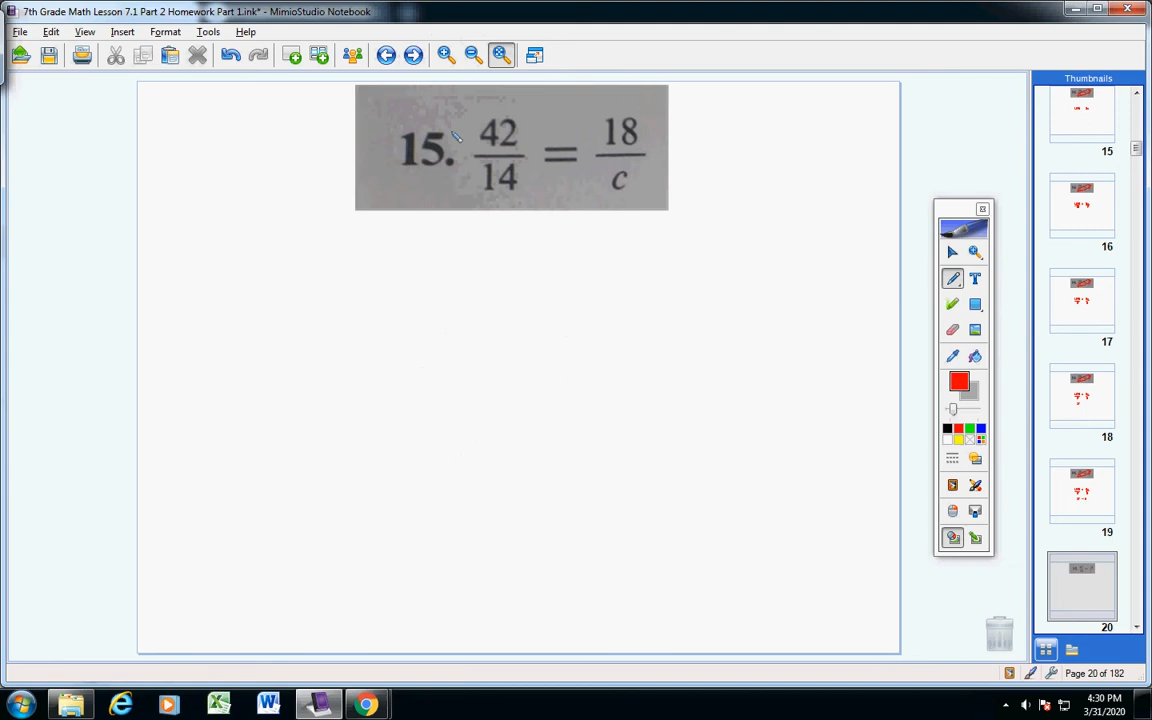 7th Grade Math Lesson 7.1 Part 2 Homework Part 1.ink* - MimioStudio Notebook
File Edit View Insert Format Tools Help
Thumbnails
15. 42/14 = 18/c
15
16
17
18
19
20
T
Page 20 of 182
4:30 PM
3/31/2020